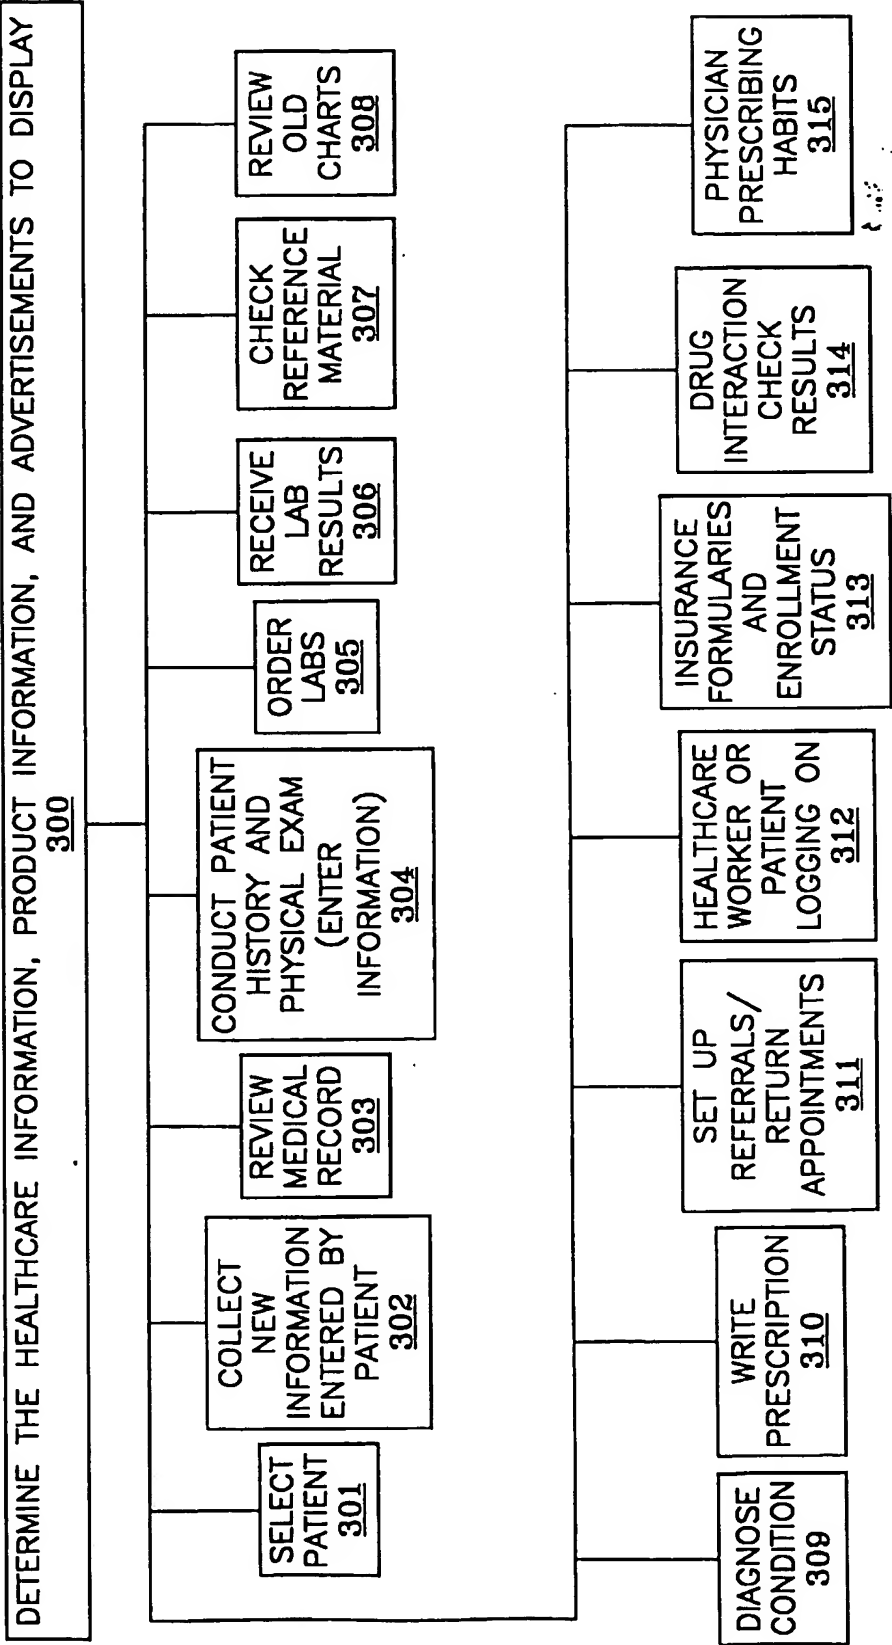 DETERMINE THE HEALTHCARE INFORMATION, PRODUCT INFORMATION, AND ADVERTISEMENTS TO DISPLAY
300
SELECT
PATIENT
301
COLLECT
NEW
INFORMATION
ENTERED BY
PATIENT
302
REVIEW
MEDICAL
RECORD
303
CONDUCT PATIENT
HISTORY AND
PHYSICAL EXAM
(ENTER
INFORMATION)
304
ORDER
LABS
305
RECEIVE
LAB
RESULTS
306
CHECK
REFERENCE
MATERIAL
307
REVIEW
OLD
CHARTS
308
DIAGNOSE
CONDITION
309
WRITE
PRESCRIPTION
310
SET UP
REFERRALS/
RETURN
APPOINTMENTS
311
HEALTHCARE
WORKER OR
PATIENT
LOGGING ON
312
INSURANCE
FORMULARIES
AND
ENROLLMENT
STATUS
313
DRUG
INTERACTION
CHECK
RESULTS
314
PHYSICIAN
PRESCRIBING
HABITS
315